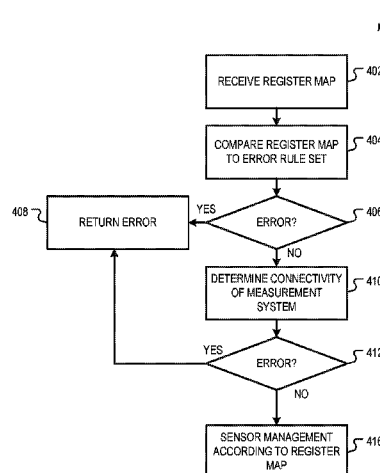 RECEIVE REGISTER MAP
402
COMPARE REGISTER MAP
TO ERROR RULE SET
404
408
RETURN ERROR
YES
ERROR?
406
NO
DETERMINE CONNECTIVITY
OF MEASUREMENT
SYSTEM
410
YES
ERROR?
412
NO
SENSOR MANAGEMENT
ACCORDING TO REGISTER
MAP
416